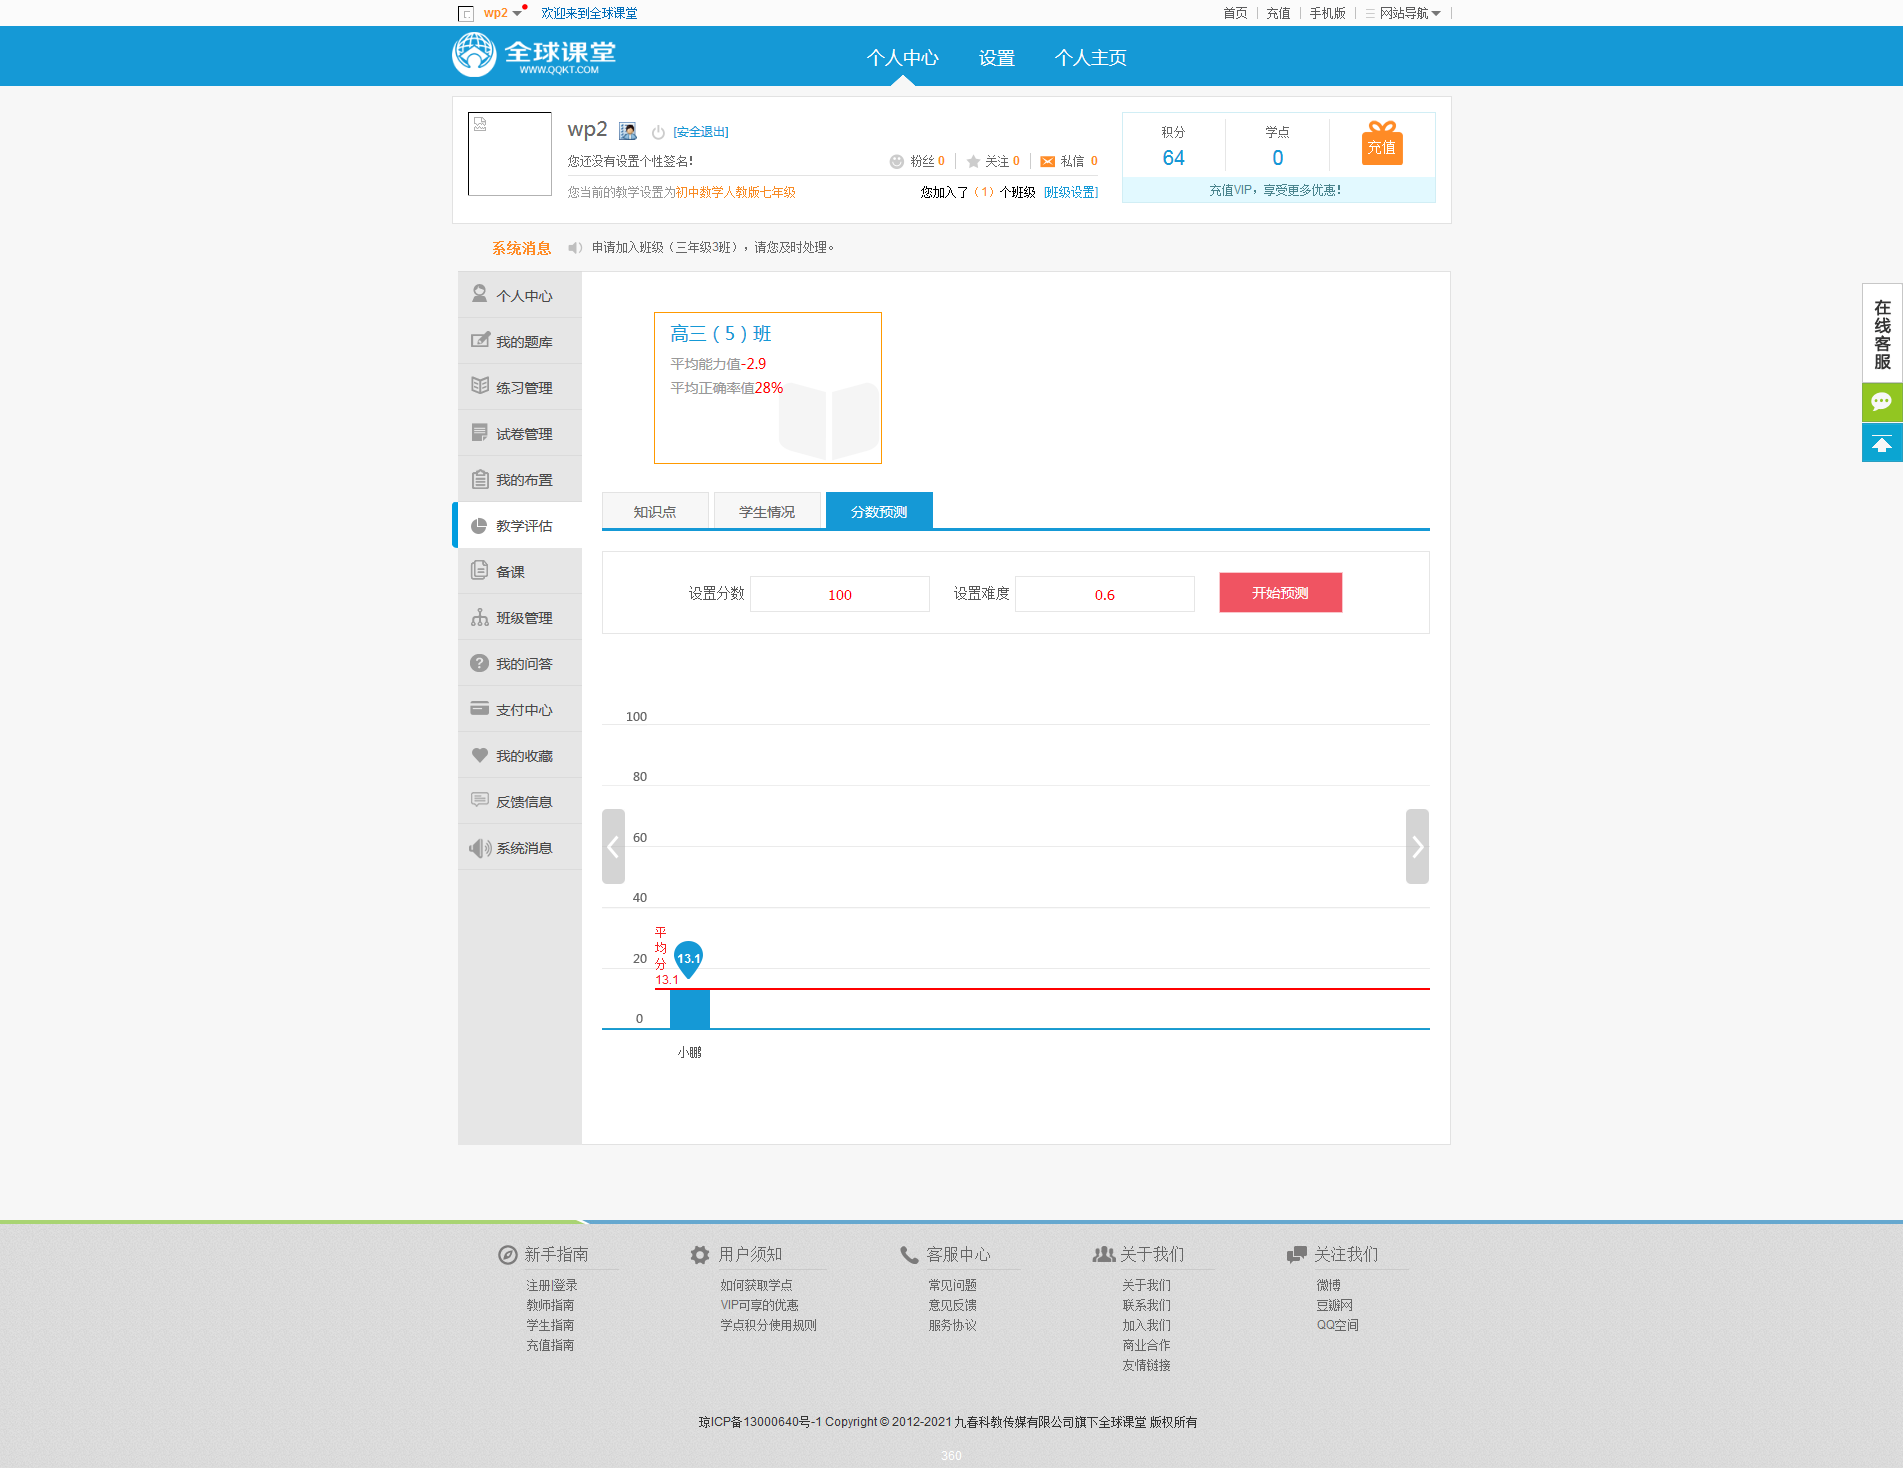 wp2 欢迎来到全球课堂 首页 充值 手机版 网站导航
全球课堂
WWW.QQKT.COM
个人中心 设置 个人主页
wp2 [安全退出]
您还没有设置个性签名! 粉丝 0 关注 0 私信 0
您当前的教学设置为初中数学人教版七年级 您加入了（1）个班级 [班级设置]
积分 学点
64 0 充值
充值VIP，享受更多优惠!
系统消息 申请加入班级（三年级3班），请您及时处理。
个人中心
我的题库
练习管理
试卷管理
我的布置
教学评估
备课
班级管理
我的问答
支付中心
我的收藏
反馈信息
系统消息
高三（5）班
平均能力值-2.9
平均正确率值28%
知识点 学生情况 分数预测
设置分数 100 设置难度 0.6 开始预测
100
80
60
40
20
0
平均分
13.1
13.1
小鹏
在线客服
新手指南
注册|登录
教师指南
学生指南
充值指南
用户须知
如何获取学点
VIP可享的优惠
学点积分使用规则
客服中心
常见问题
意见反馈
服务协议
关于我们
关于我们
联系我们
加入我们
商业合作
友情链接
关注我们
微博
豆瓣网
QQ空间
琼ICP备13000640号-1 Copyright © 2012-2021 九春科教传媒有限公司旗下全球课堂 版权所有
360